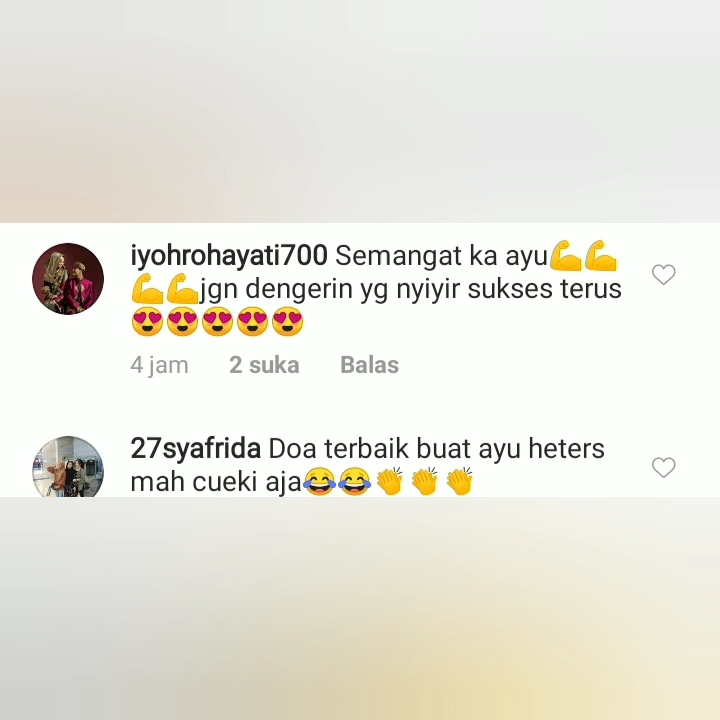 iyohrohayati700 Semangat ka ayu💪💪
💪💪jgn dengerin yg nyiyir sukses terus
😍😍😍😍😍
4 jam 2 suka Balas
27syafrida Doa terbaik buat ayu heters
mah cueki aja😂😂👏👏👏